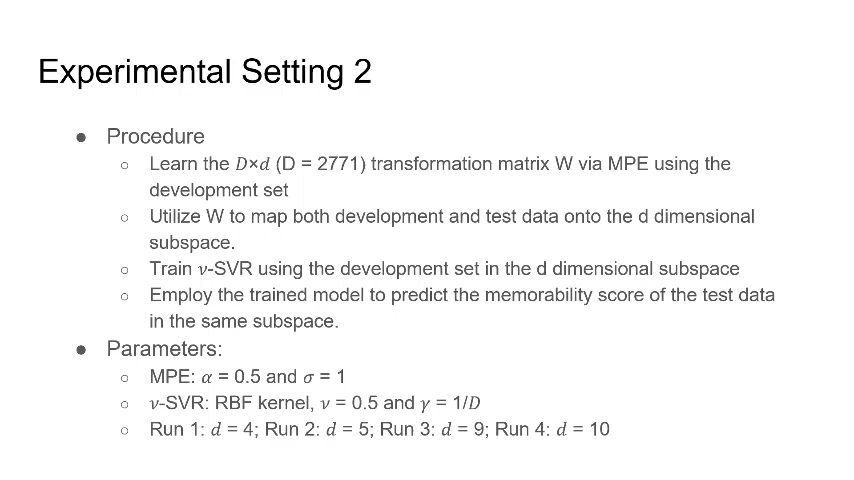 Experimental Setting 2
● Procedure
○ Learn the 𝐷×𝑑 (D = 2771) transformation matrix W via MPE using the
development set
○ Utilize W to map both development and test data onto the d dimensional
subspace.
○ Train 𝜈-SVR using the development set in the d dimensional subspace
○ Employ the trained model to predict the memorability score of the test data
in the same subspace.
● Parameters:
○ MPE: 𝛼 = 0.5 and 𝜎 = 1
○ 𝜈-SVR: RBF kernel, 𝜈 = 0.5 and 𝛾 = 1/𝐷
○ Run 1: 𝑑 = 4; Run 2: 𝑑 = 5; Run 3: 𝑑 = 9; Run 4: 𝑑 = 10